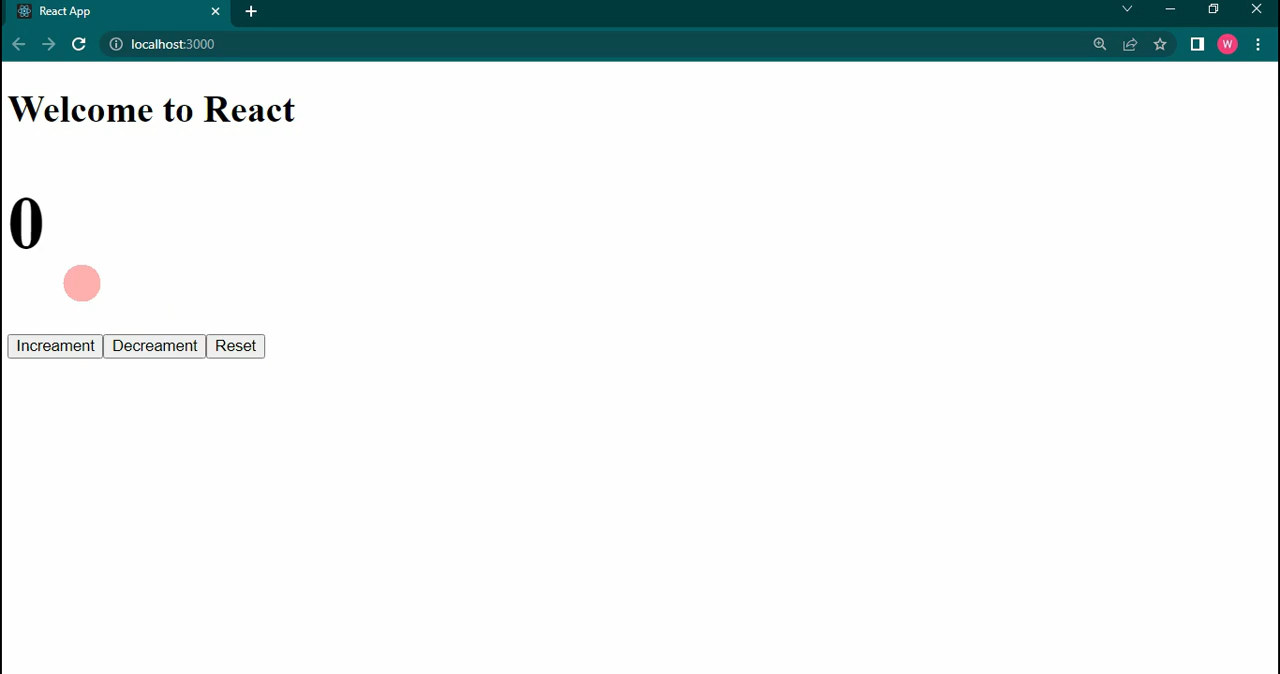 React App
localhost:3000
W
Welcome to React
0
Increament Decreament Reset